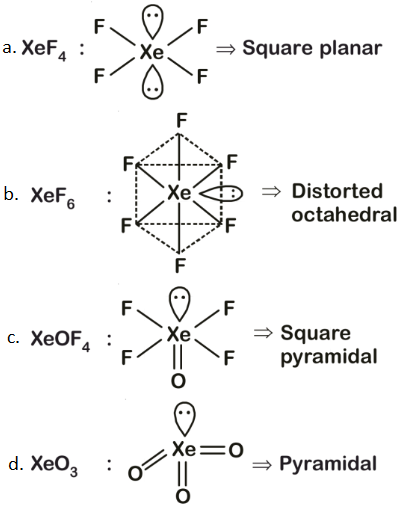 F F
a. XeF4 : Xe ⇒ Square planar
F F
F
F F
b. XeF6 : Xe ⇒ Distorted
octahedral
F F
F
F F
c. XeOF4 : Xe ⇒ Square
pyramidal
F F
O
d. XeO3 : O Xe O ⇒ Pyramidal
O